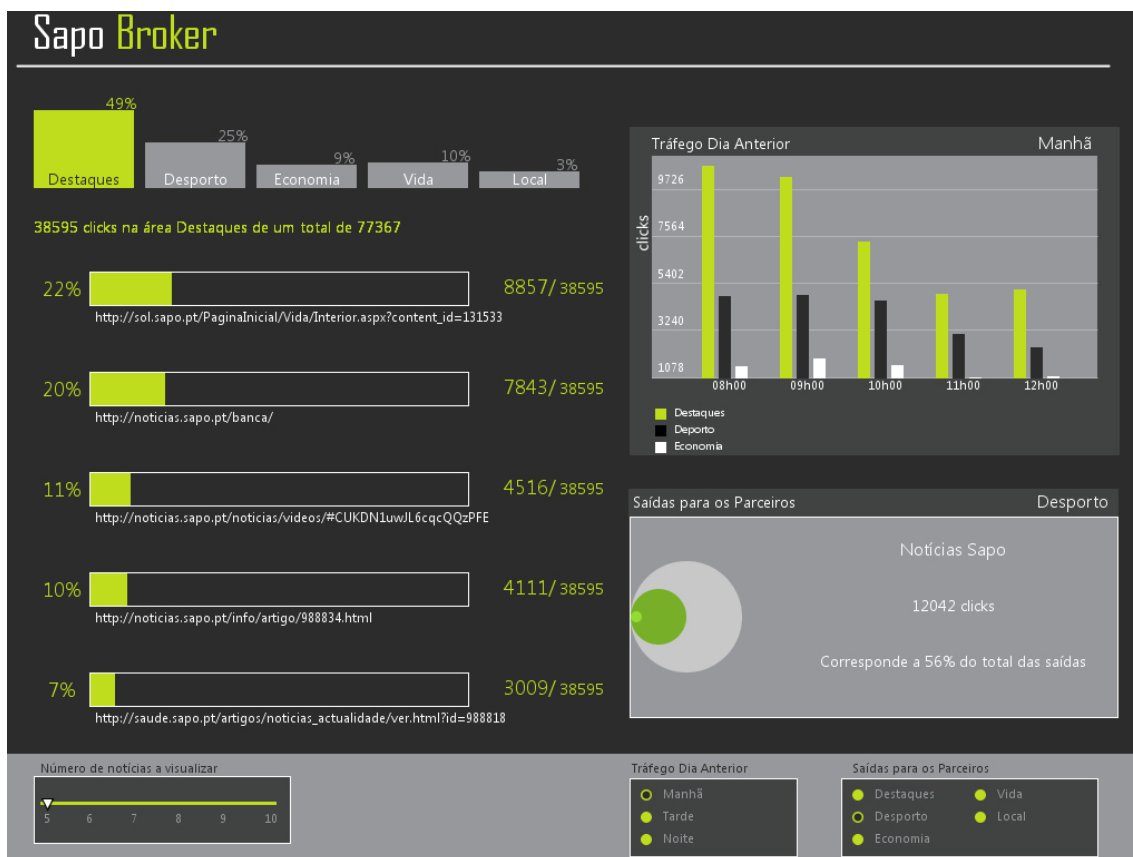 Sapo Broker
49%
25%
9%
10%
3%
Destaques
Desporto
Economia
Vida
Local
38595 clicks na área Destaques de um total de 77367
22%
8857/38595
http://sol.sapo.pt/PaginaInicial/Vida/Interior.aspx?content_id=131533
20%
7843/38595
http://noticias.sapo.pt/banca/
11%
4516/38595
http://noticias.sapo.pt/noticias/videos/#CUKDN1uwJL6cqcQQzPFE
10%
4111/38595
http://noticias.sapo.pt/info/artigo/988834.html
7%
3009/38595
http://saude.sapo.pt/artigos/noticias_actualidade/ver.html?id=988818
Tráfego Dia Anterior
Manhã
clicks
9726
7564
5402
3240
1078
08h00
09h00
10h00
11h00
12h00
Destaques
Deporto
Economia
Saídas para os Parceiros
Desporto
Notícias Sapo
12042 clicks
Corresponde a 56% do total das saídas
Número de notícias a visualizar
5 6 7 8 9 10
Tráfego Dia Anterior
Manhã
Tarde
Noite
Saídas para os Parceiros
Destaques
Vida
Desporto
Local
Economia